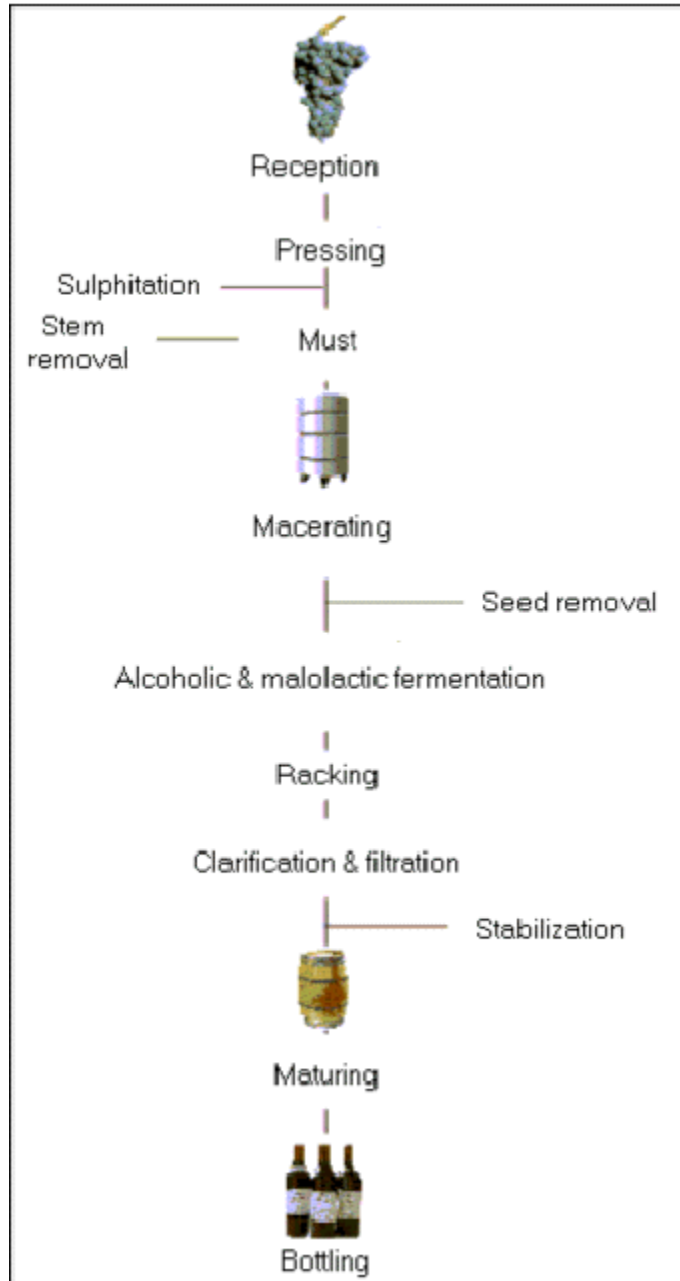 Reception
Pressing
Sulphitation
Stem
removal
Must
Macerating
Seed removal
Alcoholic & malolactic fermentation
Racking
Clarification & filtration
Stabilization
Maturing
Bottling